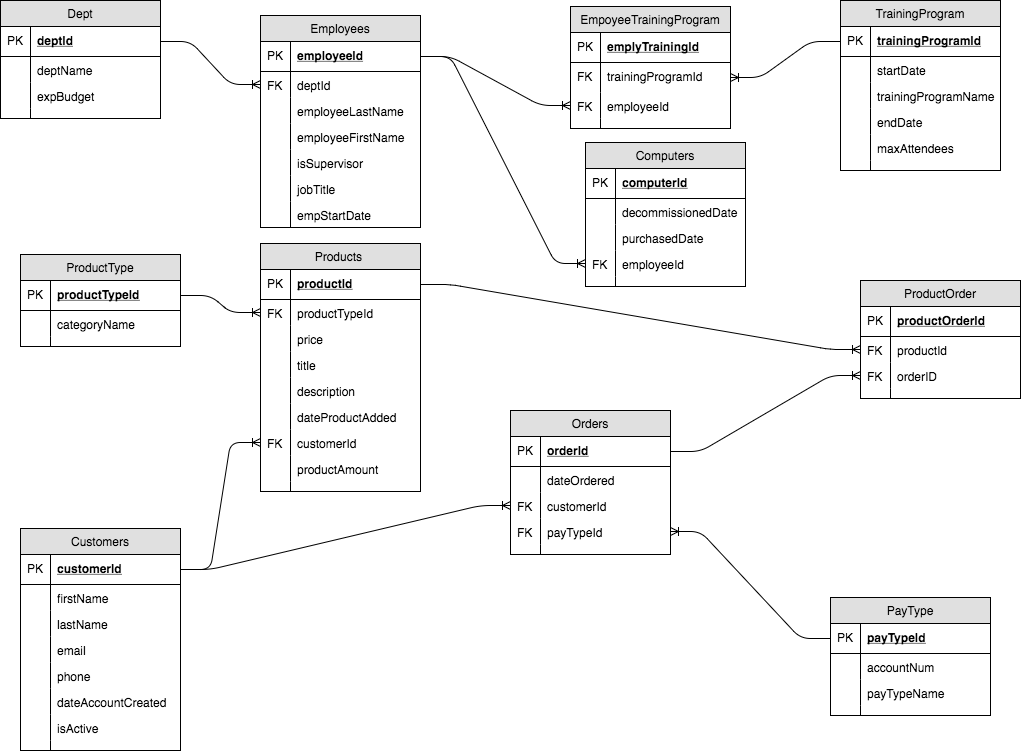 Dept
PK deptId
deptName
expBudget
Employees
PK employeeId
FK deptId
employeeLastName
employeeFirstName
isSupervisor
jobTitle
empStartDate
EmpoyeeTrainingProgram
PK emplyTrainingId
FK trainingProgramId
FK employeeId
TrainingProgram
PK trainingProgramId
startDate
trainingProgramName
endDate
maxAttendees
Computers
PK computerId
decommissionedDate
purchasedDate
FK employeeId
ProductType
PK productTypeId
categoryName
Products
PK productId
FK productTypeId
price
title
description
dateProductAdded
FK customerId
productAmount
ProductOrder
PK productOrderId
FK productId
FK orderID
Orders
PK orderId
dateOrdered
FK customerId
FK payTypeId
Customers
PK customerId
firstName
lastName
email
phone
dateAccountCreated
isActive
PayType
PK payTypeId
accountNum
payTypeName